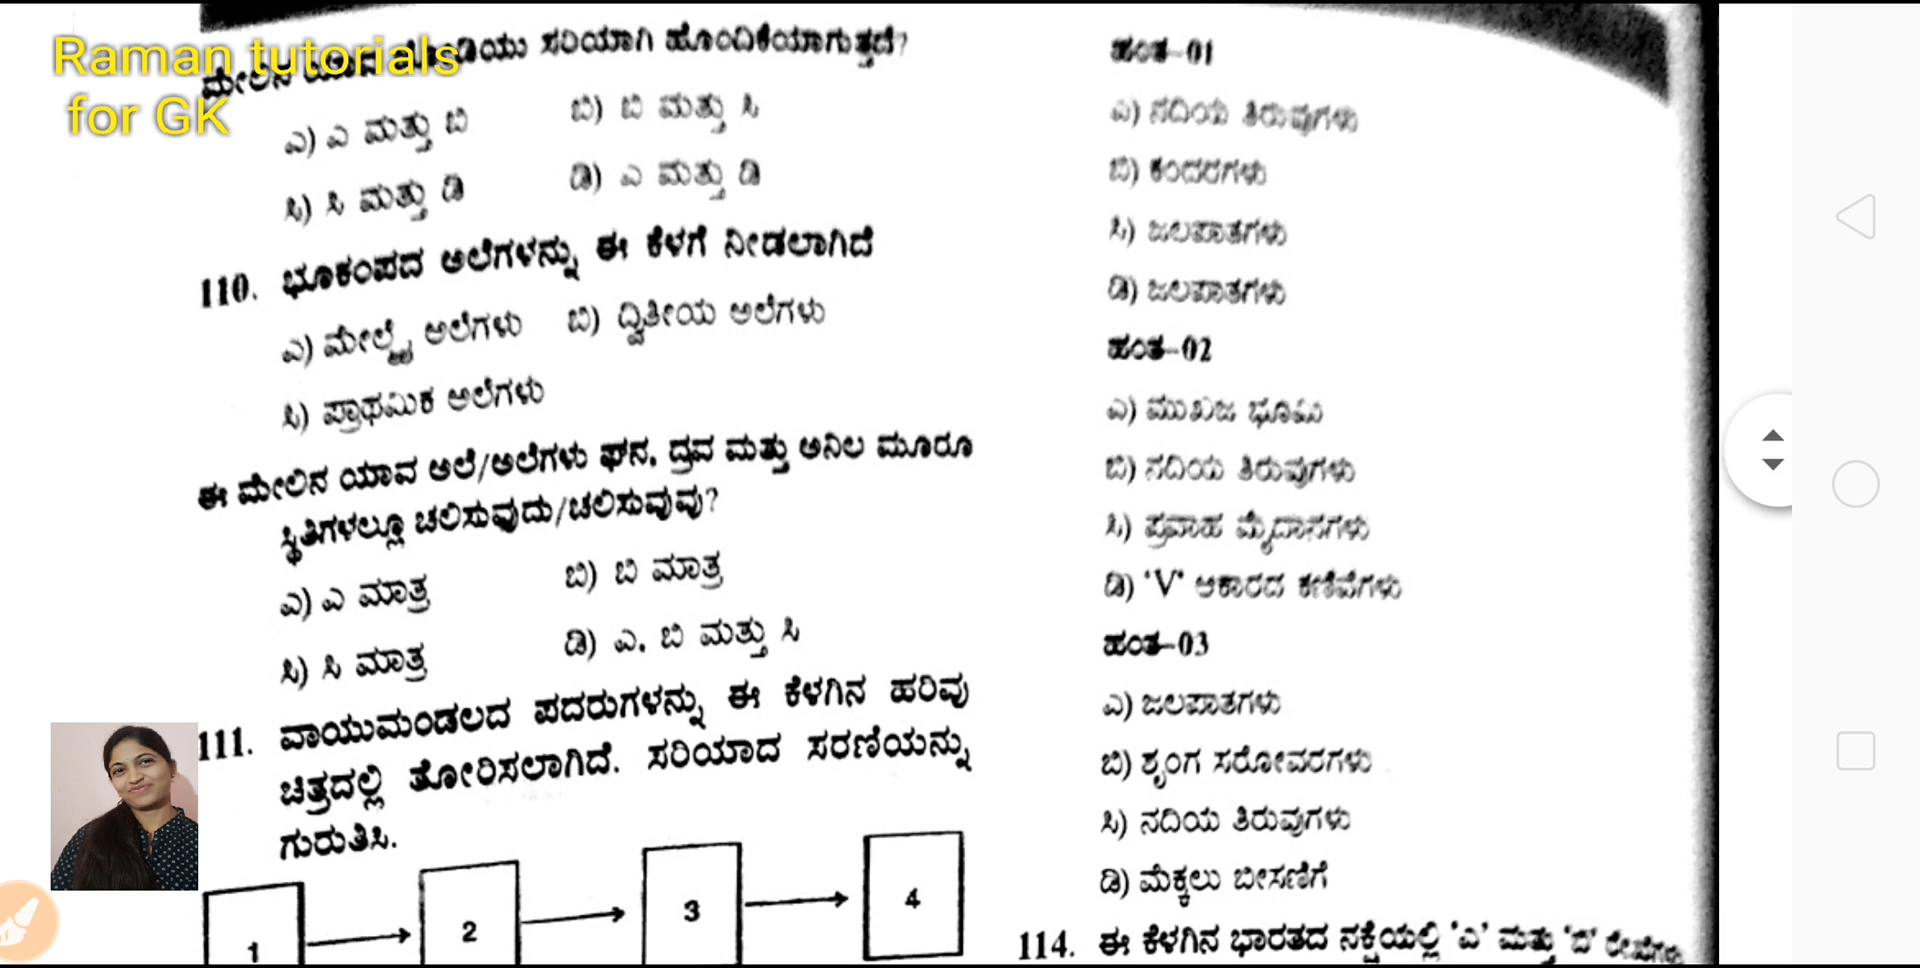 Raman tutorials
for GK
ಸರಿಯಾಗಿ ಹೊಂದಿಕೆಯಾಗುತ್ತದೆ?
ಎ) ಎ ಮತ್ತು ಬಿ ಬಿ) ಬಿ ಮತ್ತು ಸಿ
ಸಿ) ಸಿ ಮತ್ತು ಡಿ ಡಿ) ಎ ಮತ್ತು ಡಿ
110. ಭೂಕಂಪದ ಅಲೆಗಳನ್ನು ಈ ಕೆಳಗೆ ನೀಡಲಾಗಿದೆ
ಎ) ಮೇಲ್ಮೈ ಅಲೆಗಳು ಬಿ) ದ್ವಿತೀಯ ಅಲೆಗಳು
ಸಿ) ಪ್ರಾಥಮಿಕ ಅಲೆಗಳು
ಈ ಮೇಲಿನ ಯಾವ ಅಲೆ/ಅಲೆಗಳು ಘನ, ದ್ರವ ಮತ್ತು ಅನಿಲ ಮೂರೂ
ಸ್ಥಿತಿಗಳಲ್ಲೂ ಚಲಿಸುವುದು/ಚಲಿಸುವುವು?
ಎ) ಎ ಮಾತ್ರ ಬಿ) ಬಿ ಮಾತ್ರ
ಸಿ) ಸಿ ಮಾತ್ರ ಡಿ) ಎ, ಬಿ ಮತ್ತು ಸಿ
111. ವಾಯುಮಂಡಲದ ಪದರುಗಳನ್ನು ಈ ಕೆಳಗಿನ ಹರಿವು
ಚಿತ್ರದಲ್ಲಿ ತೋರಿಸಲಾಗಿದೆ. ಸರಿಯಾದ ಸರಣಿಯನ್ನು
ಗುರುತಿಸಿ.
1 2 3 4
ಹಂತ-01
ಎ) ನದಿಯ ತಿರುವುಗಳು
ಬಿ) ಕಂದರಗಳು
ಸಿ) ಜಲಪಾತಗಳು
ಡಿ) ಜಲಪಾತಗಳು
ಹಂತ-02
ಎ) ಮುಖಜ ಭೂಮಿ
ಬಿ) ನದಿಯ ತಿರುವುಗಳು
ಸಿ) ಪ್ರವಾಹ ಮೈದಾನಗಳು
ಡಿ) 'V' ಆಕಾರದ ಕಣಿವೆಗಳು
ಹಂತ-03
ಎ) ಜಲಪಾತಗಳು
ಬಿ) ಶೃಂಗ ಸರೋವರಗಳು
ಸಿ) ನದಿಯ ತಿರುವುಗಳು
ಡಿ) ಮೆಕ್ಕಲು ಬೀಸಣಿಗೆ
114. ಈ ಕೆಳಗಿನ ಭಾರತದ ನಕ್ಷೆಯಲ್ಲಿ 'ಎ' ಮತ್ತು 'ಬಿ' ರೇಖೆಗಳು